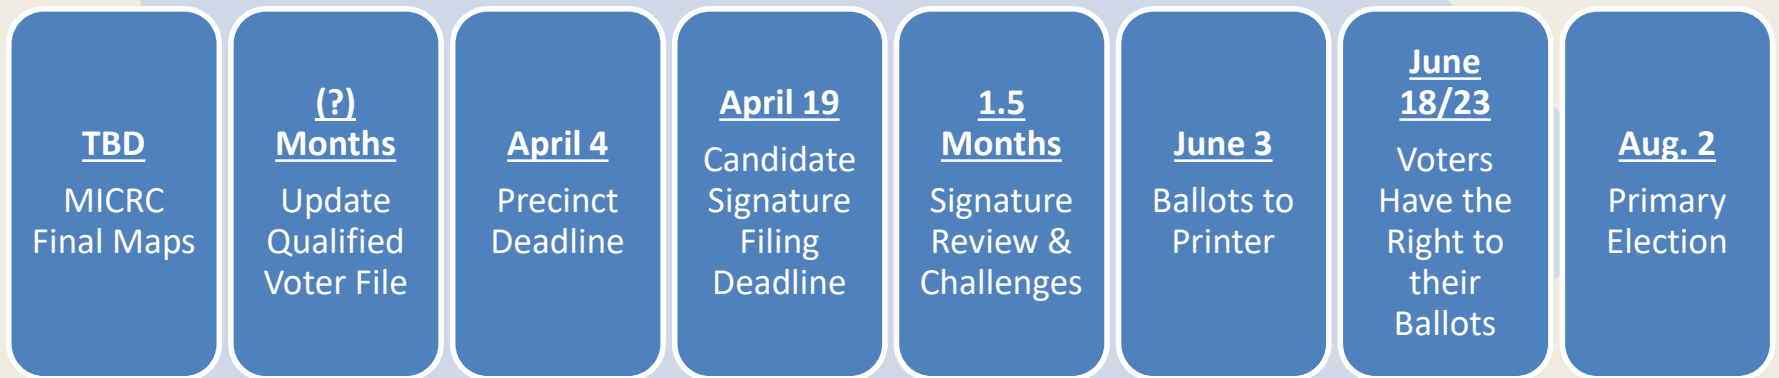 TBD
MICRC
Final Maps
(?)
Months
Update
Qualified
Voter File
April 4
Precinct
Deadline
April 19
Candidate
Signature
Filing
Deadline
1.5
Months
Signature
Review &
Challenges
June 3
Ballots to
Printer
June
18/23
Voters
Have the
Right to
their
Ballots
Aug. 2
Primary
Election